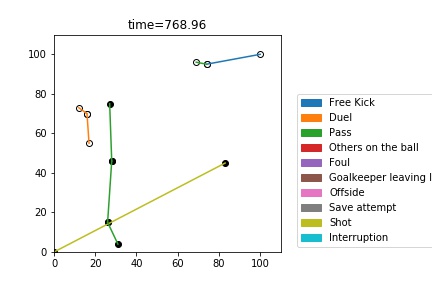 time=768.96
100
80
60
40
20
0
0 20 40 60 80 100
Free Kick
Duel
Pass
Others on the ball
Foul
Goalkeeper leaving l
Offside
Save attempt
Shot
Interruption